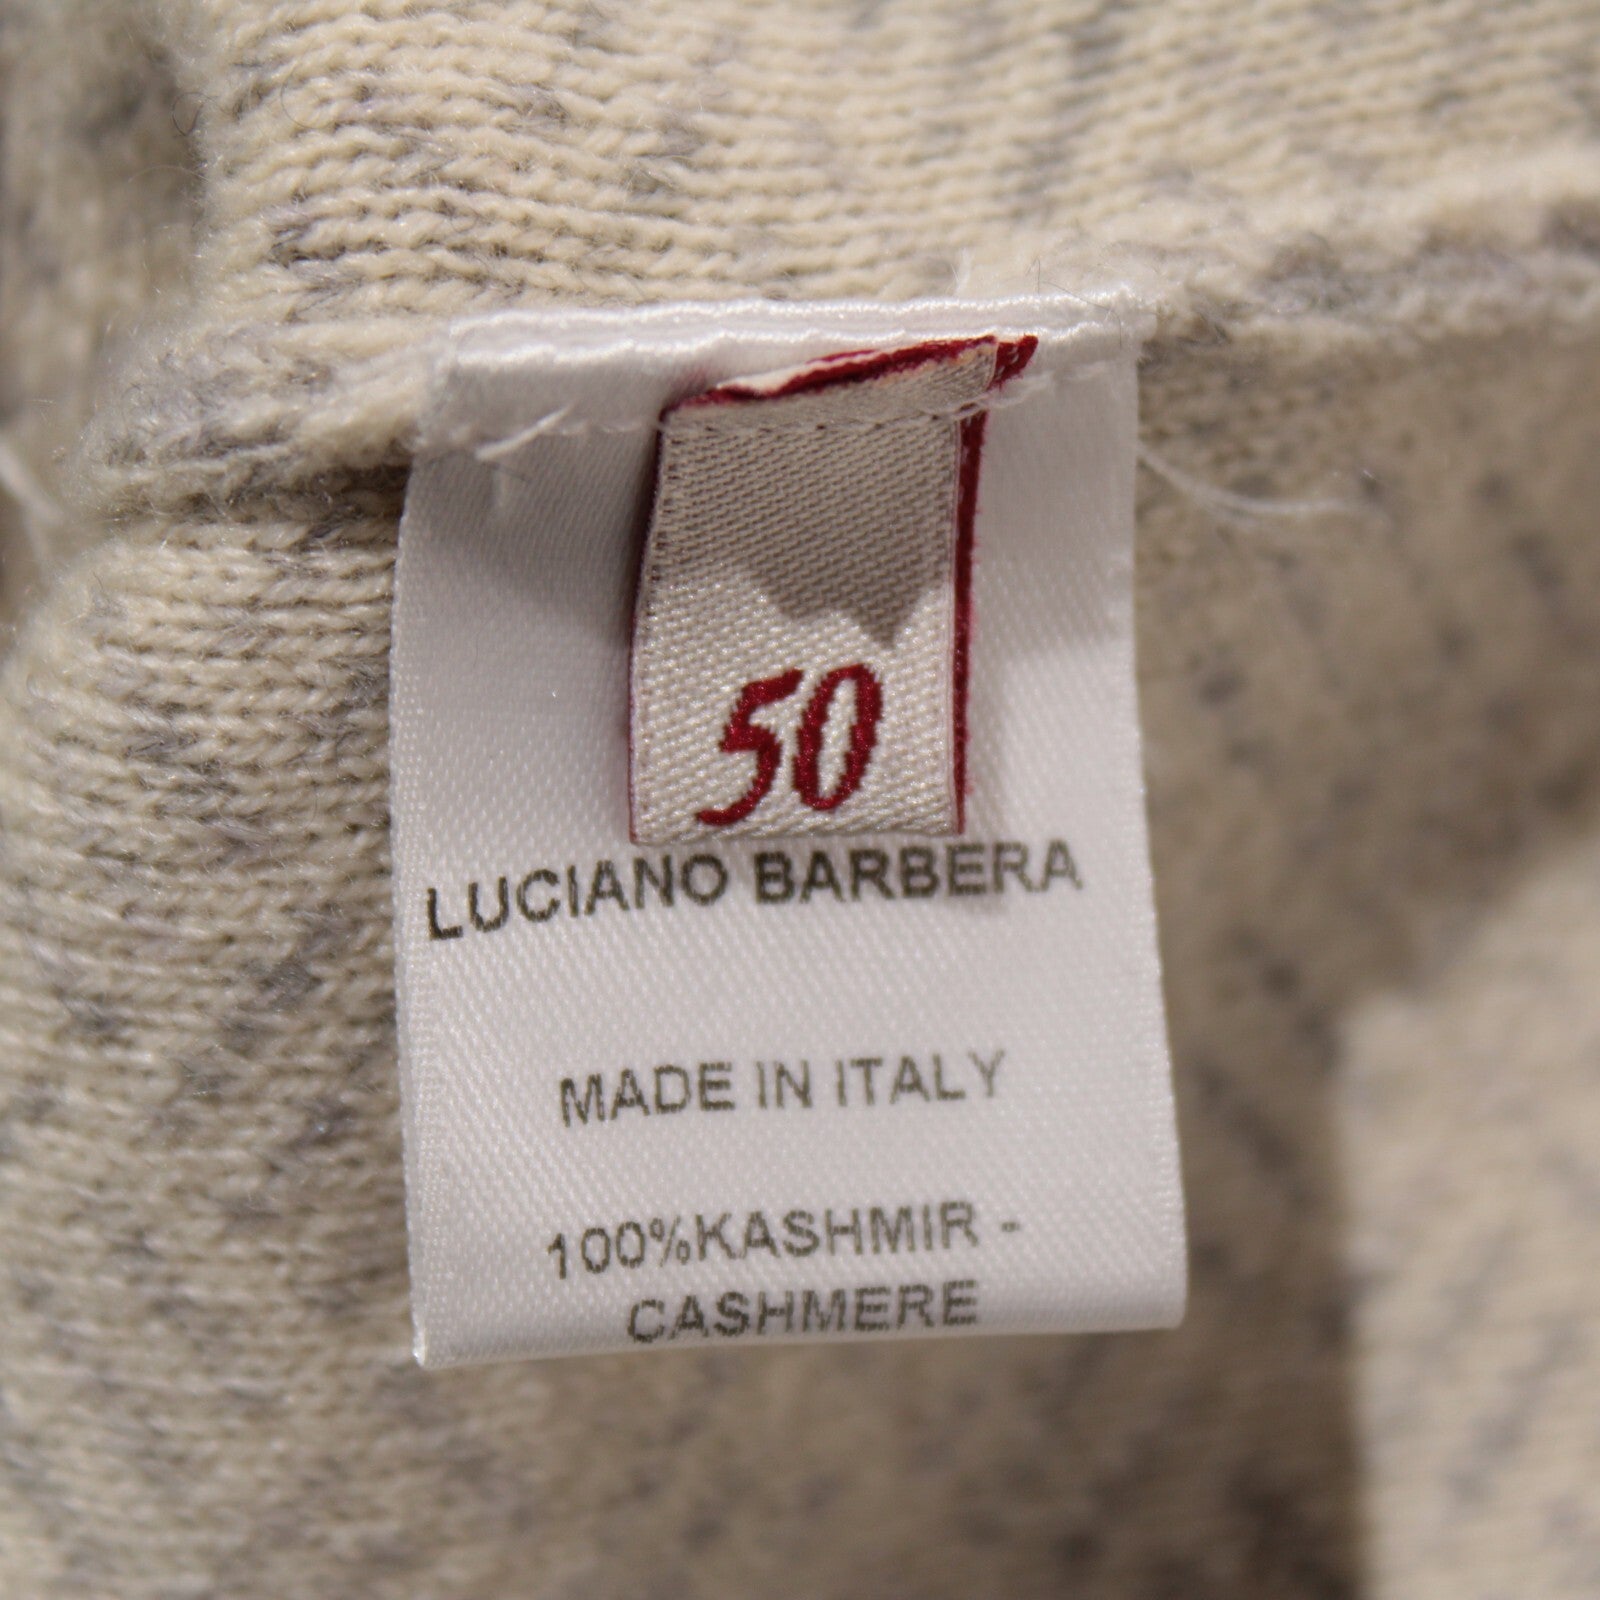 50
LUCIANO BARBERA
MADE IN ITALY
100%KASHMIR -
CASHMERE